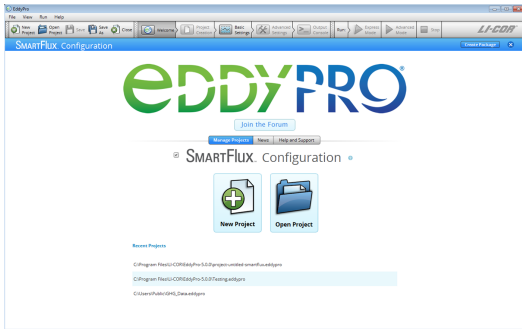 EddyPro
File View Run Help
New Project Open Project Save Save As Close Welcome Project Creation Basic Settings Advanced Settings Output Console Run Express Mode Advanced Mode Stop LI-COR
SMARTFLUX. Configuration Create Package
EDDYPRO®
Join the Forum
Manage Projects News Help and Support
SMARTFLUX. Configuration
New Project Open Project
Recent Projects
C:/Program Files/LI-COR/EddyPro-5.0.0/project-untitled-smartflux.eddypro
C:/Program Files/LI-COR/EddyPro-5.0.0/Testing.eddypro
C:/Users/Public/GHG_Data.eddypro